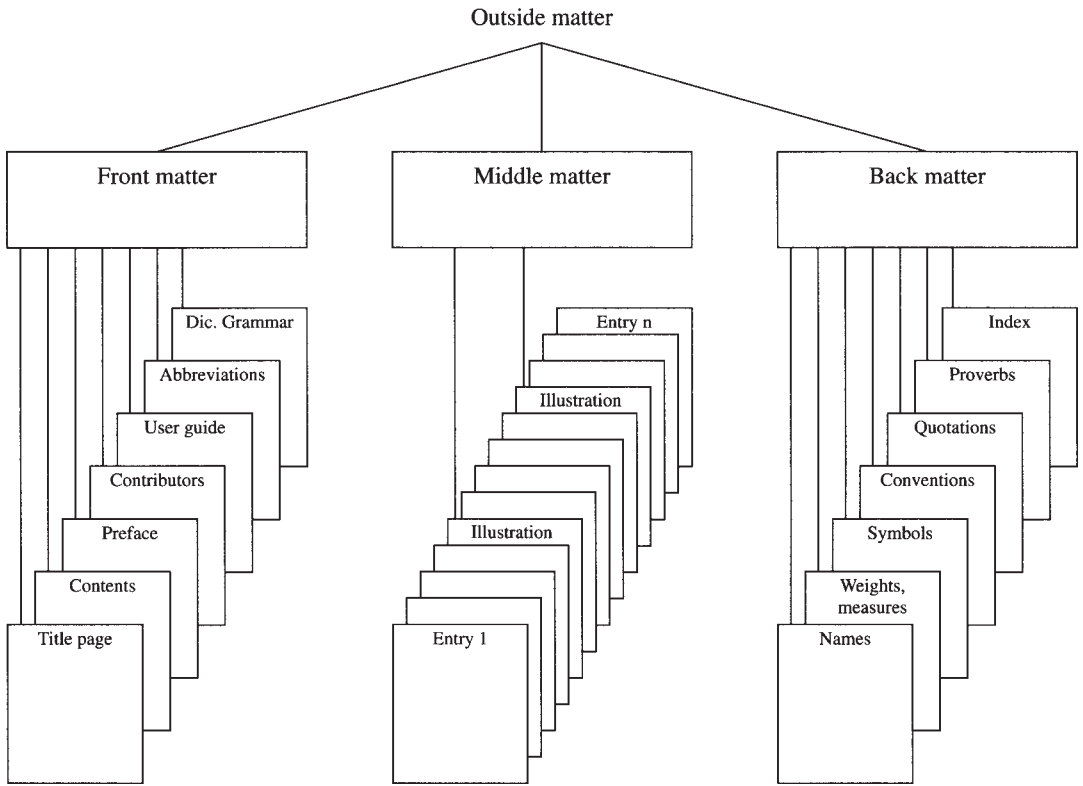 Outside matter
Front matter
Middle matter
Back matter
Dic. Grammar
Abbreviations
User guide
Contributors
Preface
Contents
Title page
Entry n
Illustration
Illustration
Entry 1
Index
Proverbs
Quotations
Conventions
Symbols
Weights,
measures
Names